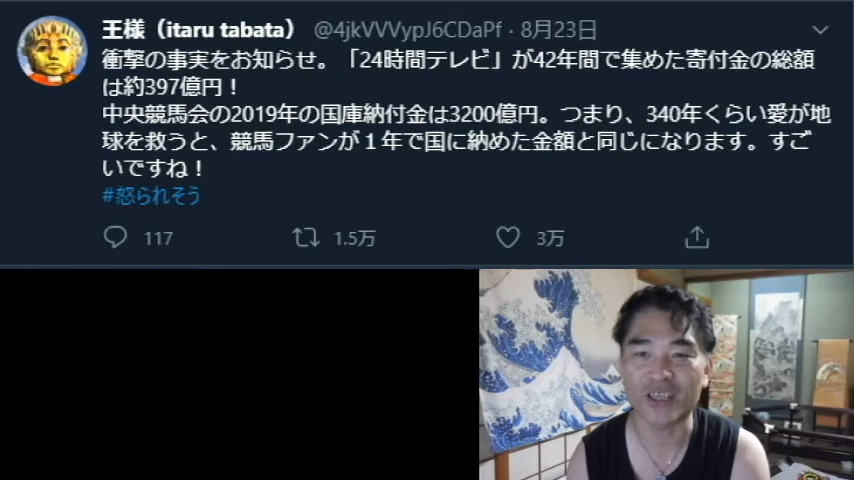 王様（itaru tabata） @4jkVVVypJ6CDaPf · 8月23日
衝撃の事実をお知らせ。「24時間テレビ」が42年間で集めた寄付金の総額
は約397億円！
中央競馬会の2019年の国庫納付金は3200億円。つまり、340年くらい愛が地
球を救うと、競馬ファンが１年で国に納めた金額と同じになります。すご
いですね！
#怒られそう
117 1.5万 3万